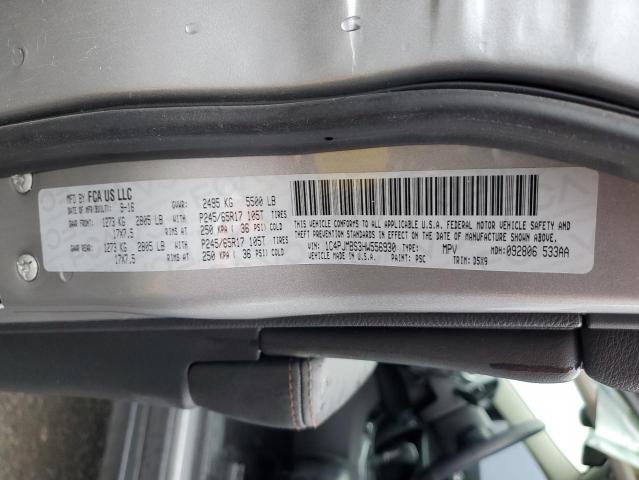 MFD BY FCA US LLC
DATE OF MFR(BUILT): 9-16 GVWR: 2495 KG 5500 LB
GAWR FRONT: 1273 KG 2805 LB WITH P245/65R17 105T TIRES
17X7.5 RIMS AT 250 KPA ( 36 PSI) COLD
GAWR REAR: 1273 KG 2805 LB WITH P245/65R17 105T TIRES
17X7.5 RIMS AT 250 KPA ( 36 PSI) COLD
THIS VEHICLE CONFORMS TO ALL APPLICABLE U.S.A. FEDERAL MOTOR VEHICLE SAFETY AND
THEFT PREVENTION STANDARDS IN EFFECT ON THE DATE OF MANUFACTURE SHOWN ABOVE.
VIN: 1C4PJMBS3HW556930 TYPE: MPV MDH: 092806 533AA
VEHICLE MADE IN U.S.A. PAINT: PSC TRIM: D5X9